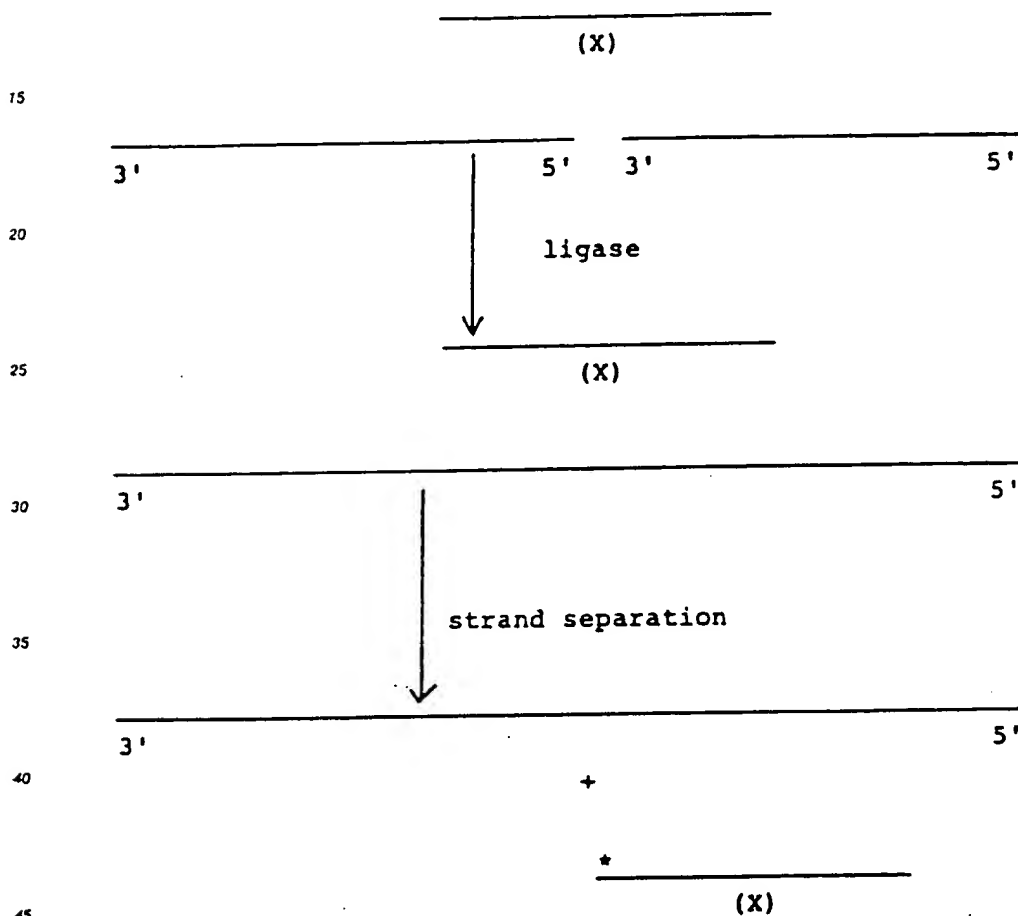 (X)
15
3' 5' 3' 5'
20
ligase
25
(X)
3' 5'
30
strand separation
35
3' 5'
40
+
*
(X)
45